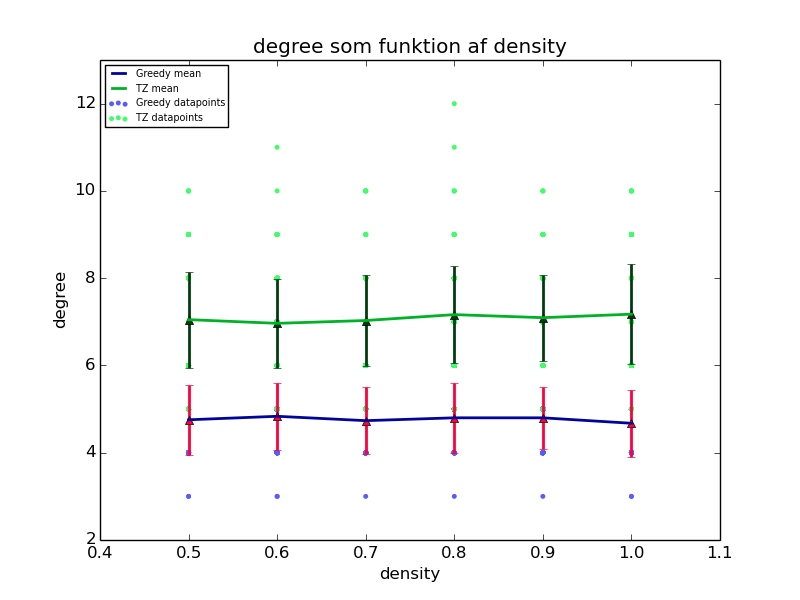 degree som funktion af density
Greedy mean
TZ mean
Greedy datapoints
TZ datapoints
12
10
8
6
4
2
degree
0.4 0.5 0.6 0.7 0.8 0.9 1.0 1.1
density